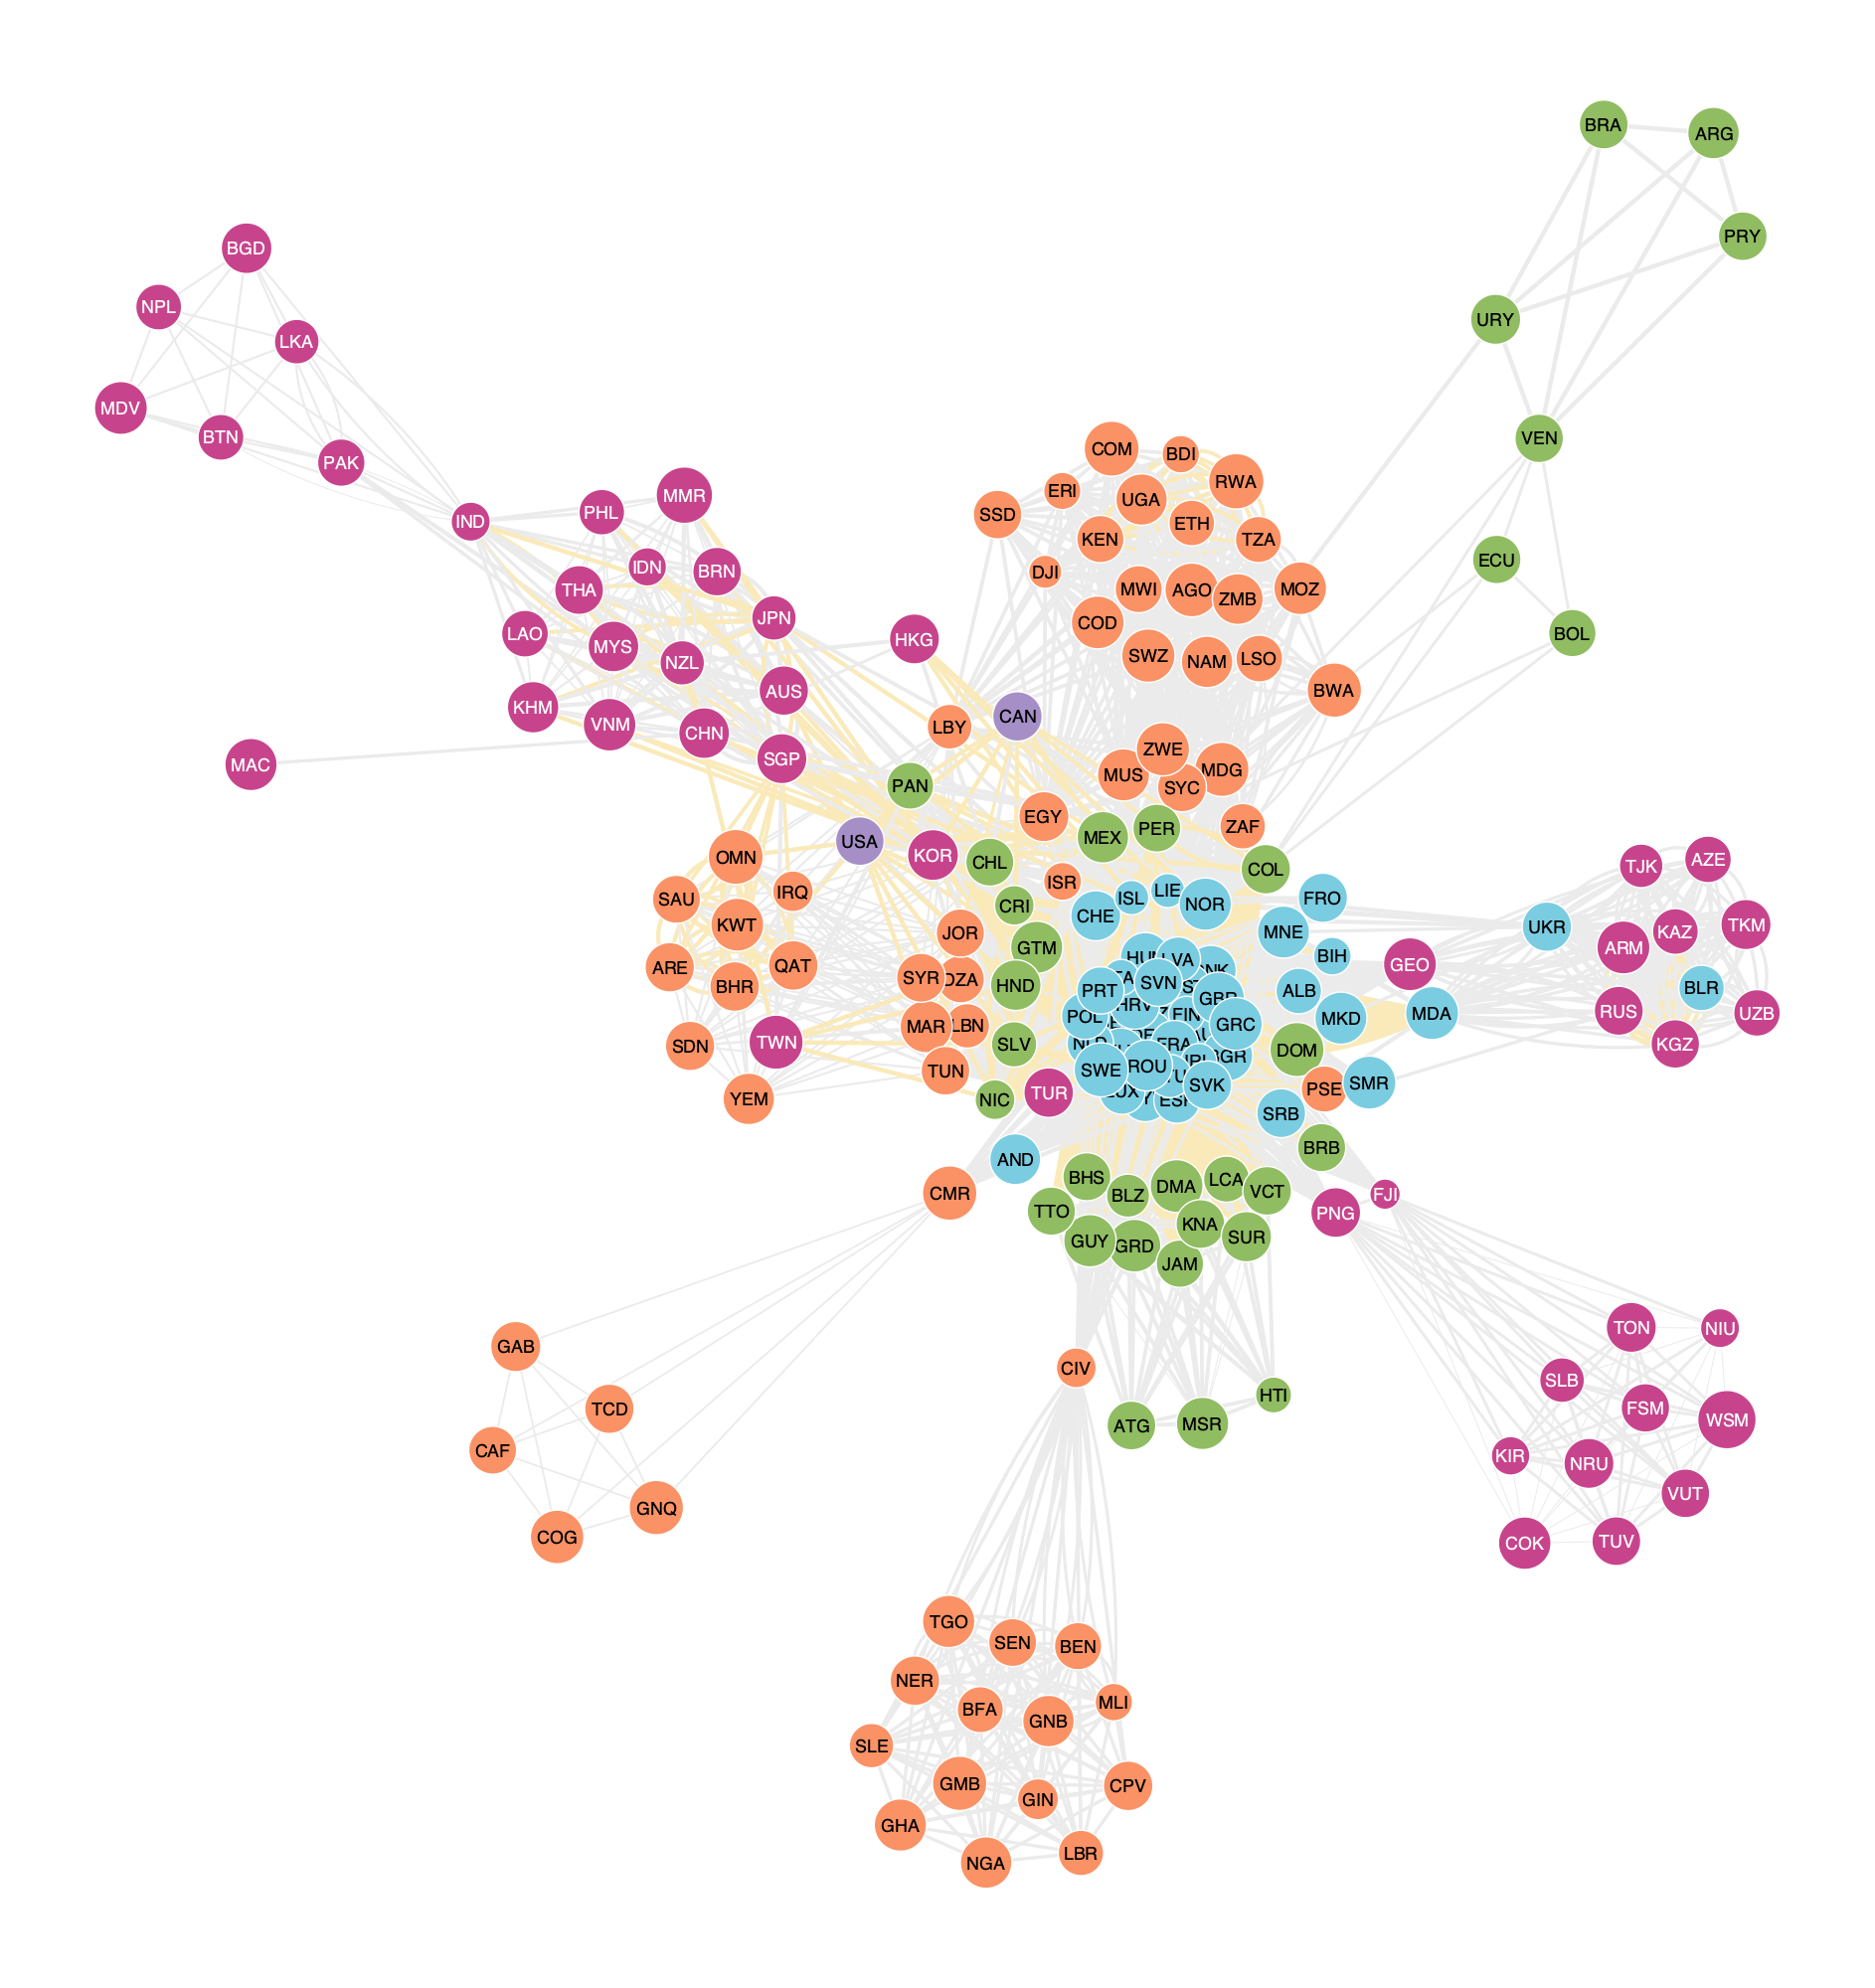 BRA
ARG
PRY
BGD
NPL
URY
LKA
MDV
BTN
VEN
PAK
COM
BDI
RWA
ERI
MMR
UGA
PHL
SSD
IND
ETH
KEN
TZA
ECU
IDN
BRN
DJI
THA
MWI
AGO
MOZ
ZMB
JPN
COD
LAO
BOL
HKG
MYS
SWZ
LSO
NZL
NAM
AUS
BWA
KHM
CAN
VNM
LBY
CHN
ZWE
SGP
MAC
MDG
MUS
PAN
SYC
EGY
ZAF
PER
MEX
USA
KOR
OMN
AZE
CHL
TJK
COL
ISR
LIE
IRQ
ISL
FRO
SAU
NOR
CRI
CHE
KWT
TKM
UKR
KAZ
MNE
JOR
GTM
ARM
BIH
GEO
QAT
ARE
SYR
DZA
SVN
HND
BHR
BLR
PRT
ALB
GBR
HRV
RUS
UZB
MDA
FIN
POL
MKD
GRC
MAR
LBN
TWN
SLV
NLD
FRA
KGZ
SDN
DOM
BGR
ROU
SWE
TUN
SMR
SVK
PSE
TUR
LUX
YEM
NIC
ESP
SRB
BRB
AND
BHS
LCA
DMA
VCT
CMR
FJI
BLZ
TTO
PNG
KNA
SUR
GUY
GRD
JAM
TON
NIU
GAB
CIV
SLB
HTI
TCD
FSM
WSM
MSR
ATG
CAF
KIR
NRU
VUT
GNQ
COG
TUV
COK
TGO
SEN
BEN
NER
MLI
BFA
GNB
SLE
GMB
CPV
GIN
GHA
LBR
NGA